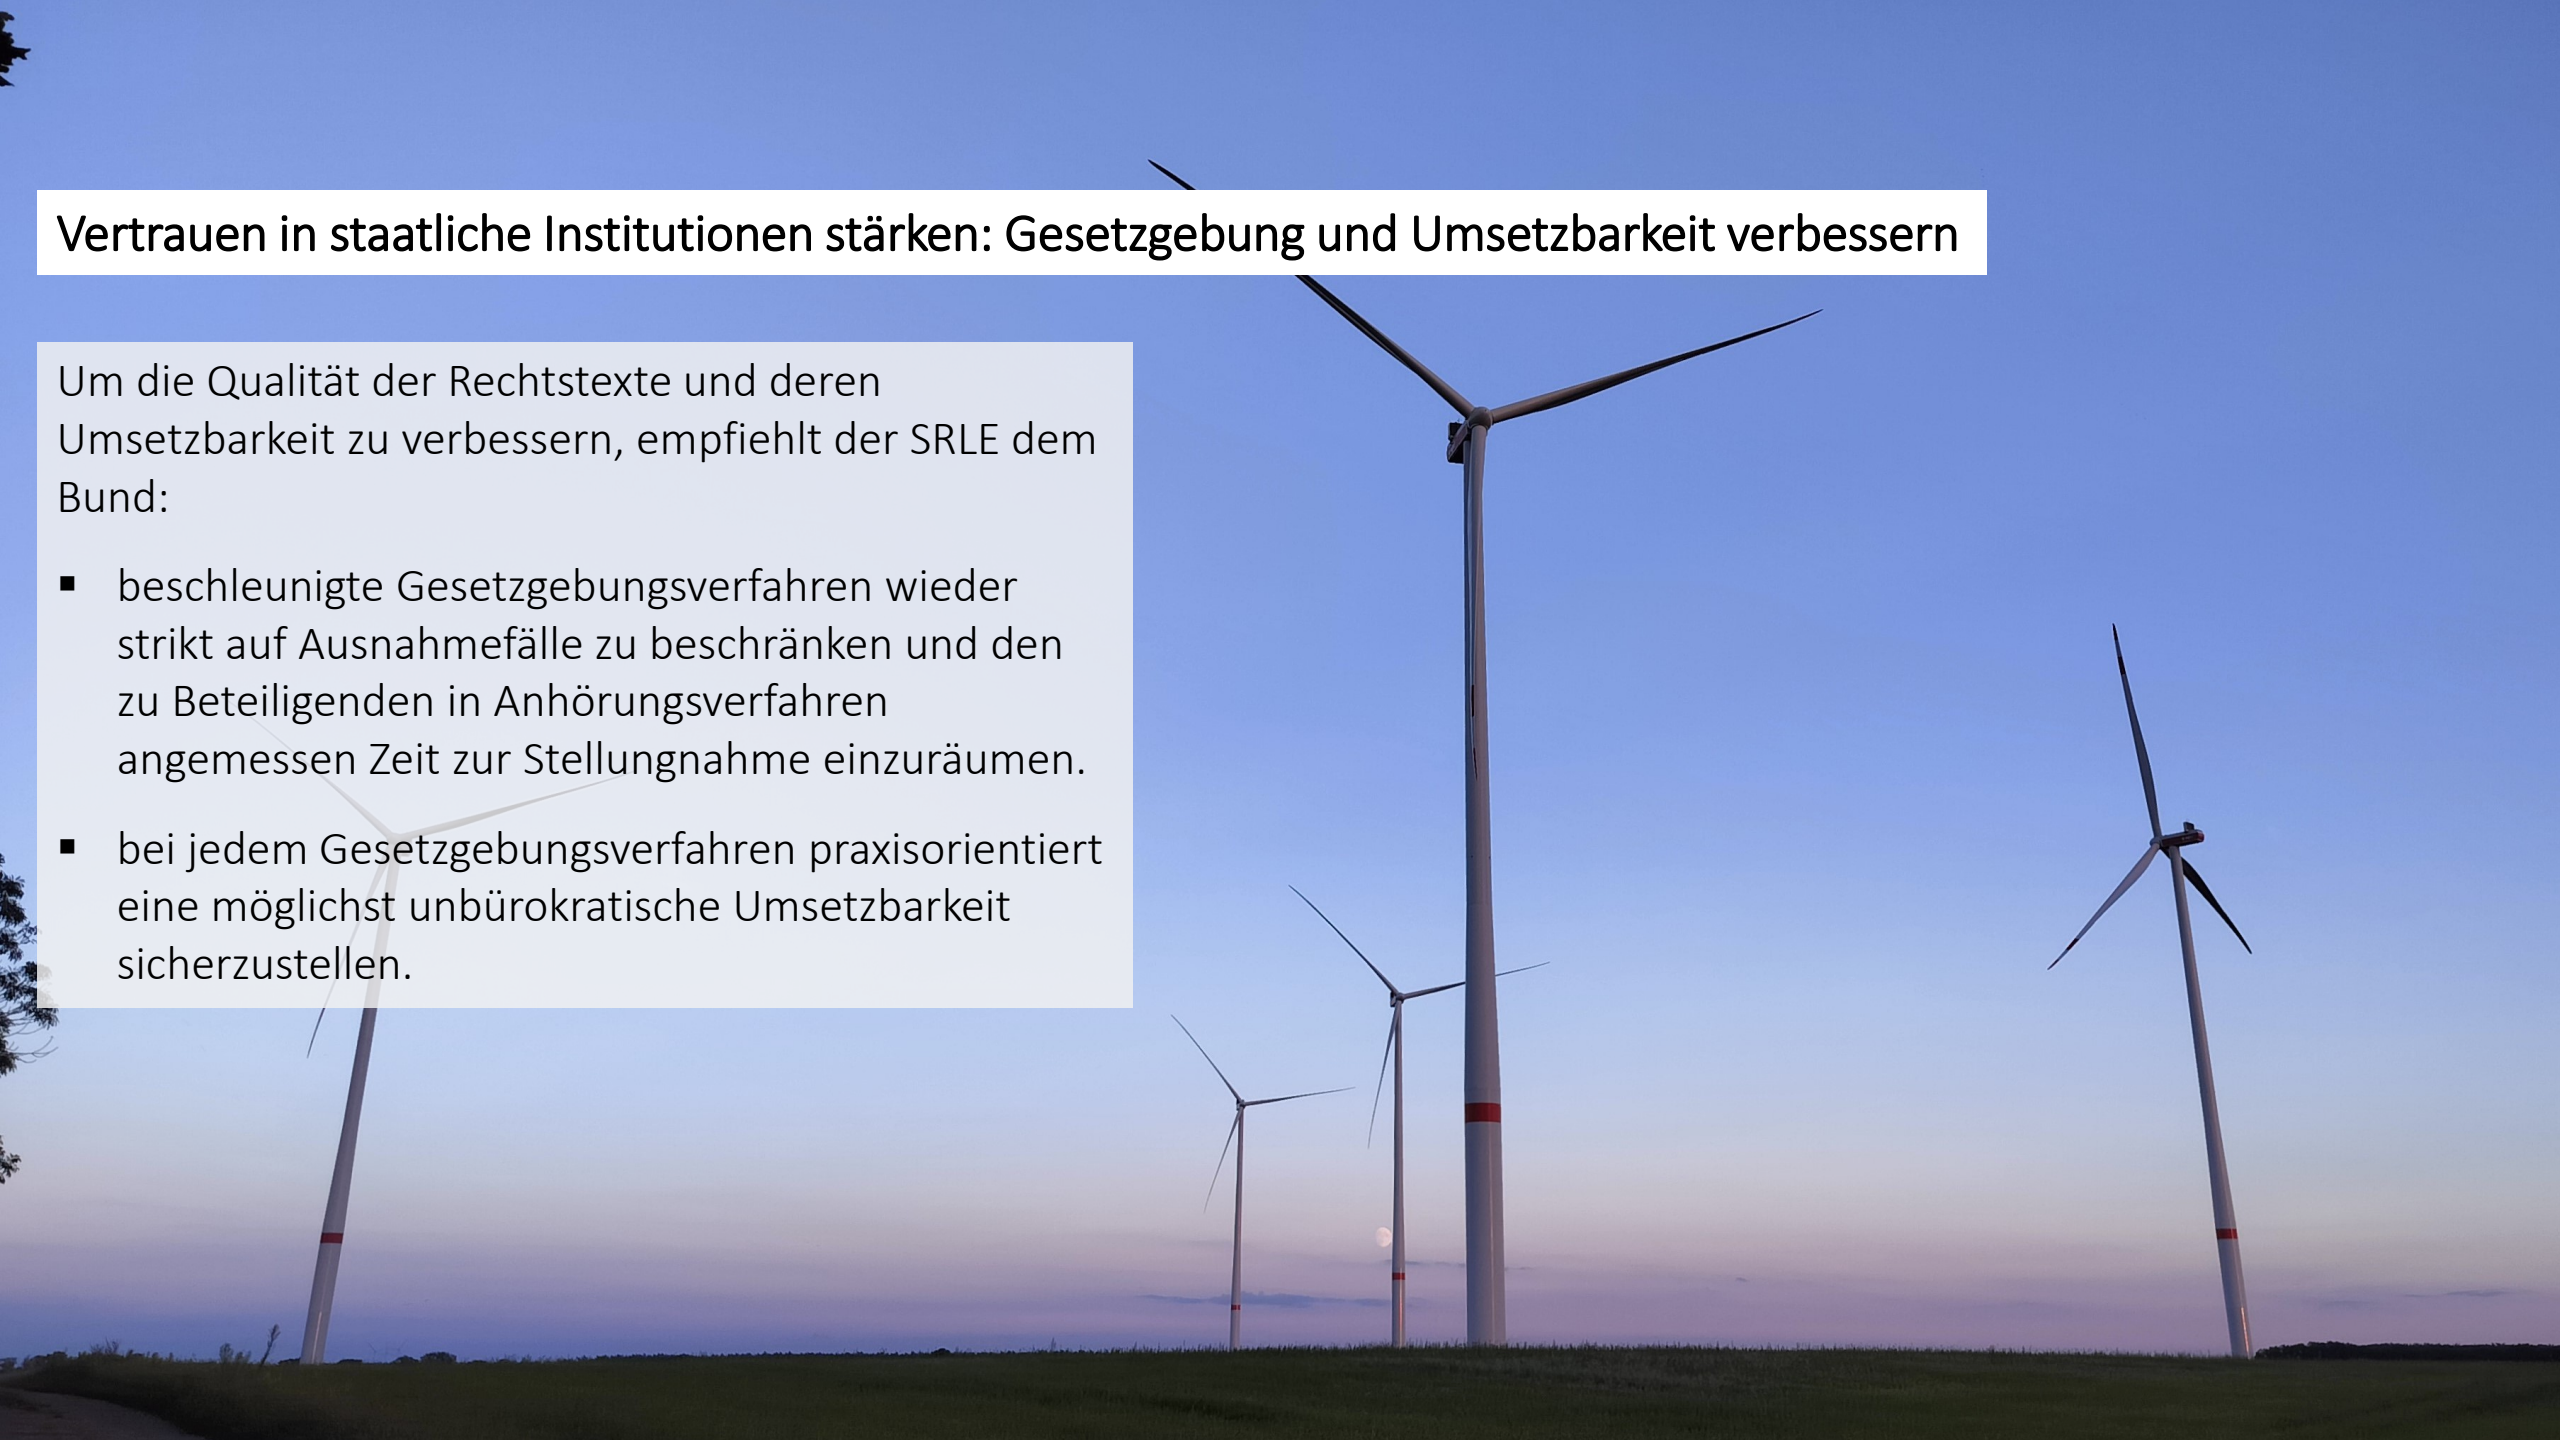 Vertrauen in staatliche Institutionen stärken: Gesetzgebung und Umsetzbarkeit verbessern
Um die Qualität der Rechtstexte und deren
Umsetzbarkeit zu verbessern, empfiehlt der SRLE dem
Bund:
▪ beschleunigte Gesetzgebungsverfahren wieder
strikt auf Ausnahmefälle zu beschränken und den
zu Beteiligenden in Anhörungsverfahren
angemessen Zeit zur Stellungnahme einzuräumen.
▪ bei jedem Gesetzgebungsverfahren praxisorientiert
eine möglichst unbürokratische Umsetzbarkeit
sicherzustellen.